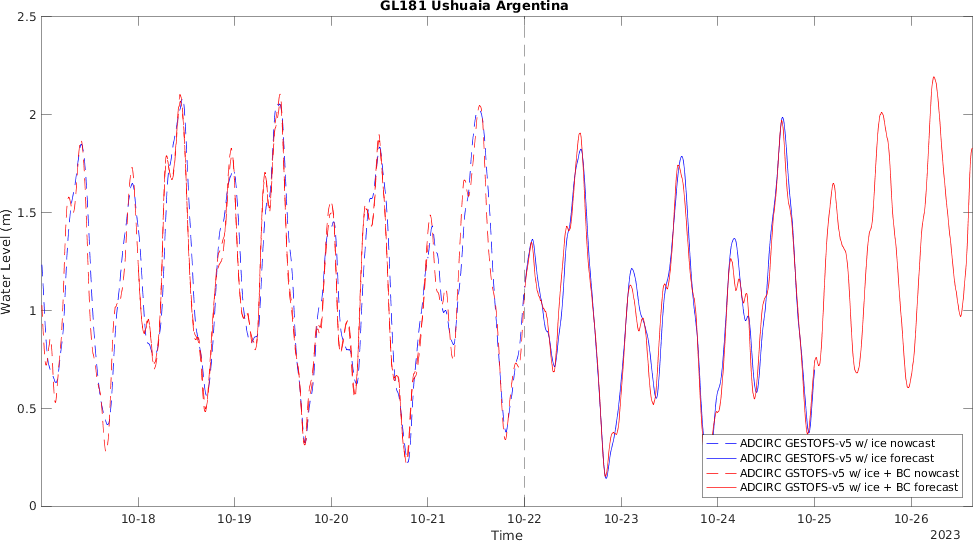 GL181 Ushuaia Argentina
2.5
2
1.5
1
0.5
0
Water Level (m)
10-18
10-19
10-20
10-21
10-22
10-23
10-24
10-25
10-26
Time
2023
ADCIRC GESTOFS-v5 w/ ice nowcast
ADCIRC GESTOFS-v5 w/ ice forecast
ADCIRC GSTOFS-v5 w/ ice + BC nowcast
ADCIRC GSTOFS-v5 w/ ice + BC forecast